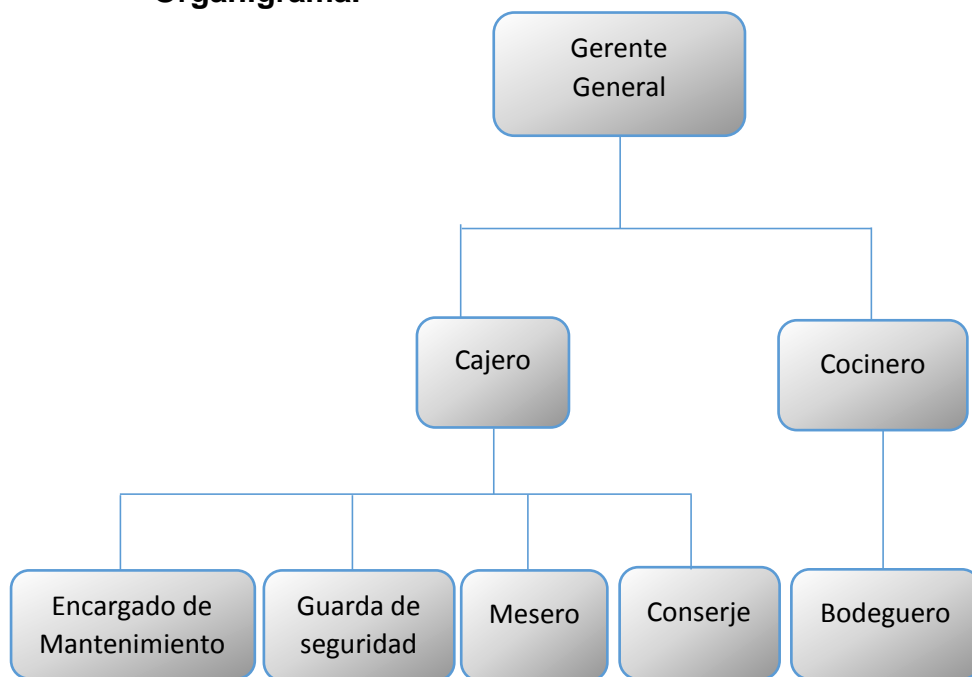 Organigrama:
Gerente
General
Cajero
Cocinero
Encargado de
Mantenimiento
Guarda de
seguridad
Mesero
Conserje
Bodeguero